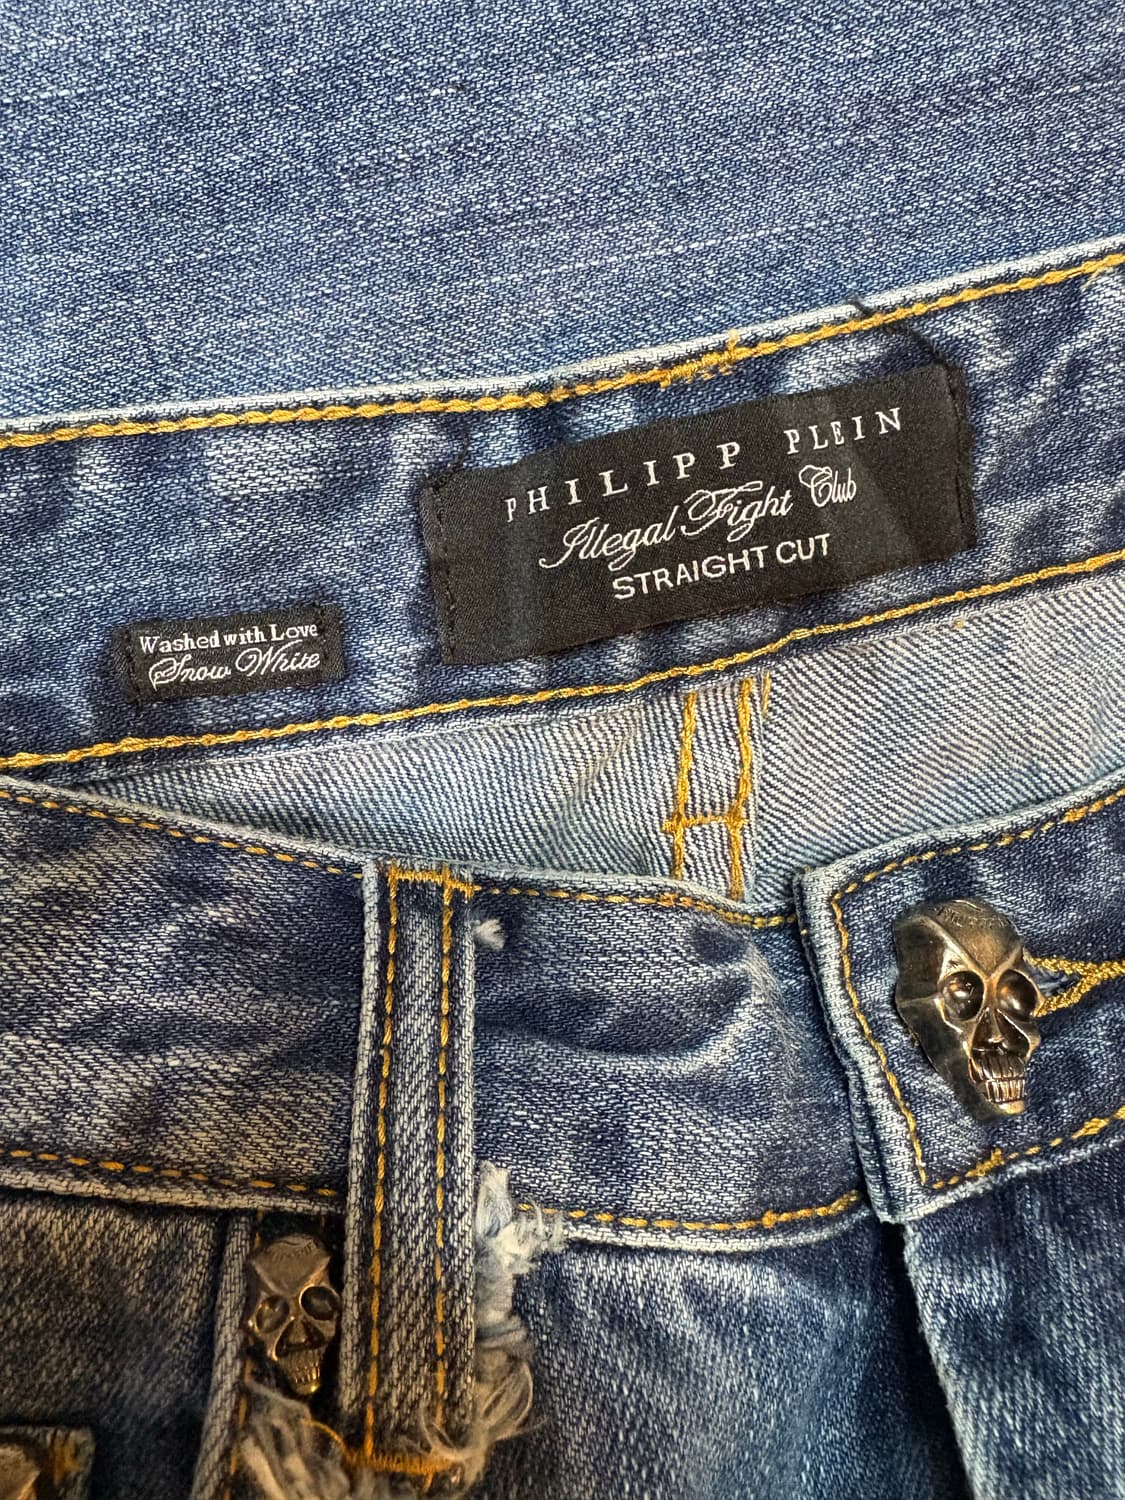 PHILIPP PLEIN
Illegal Fight Club
STRAIGHT CUT
Washed with Love
Snow White